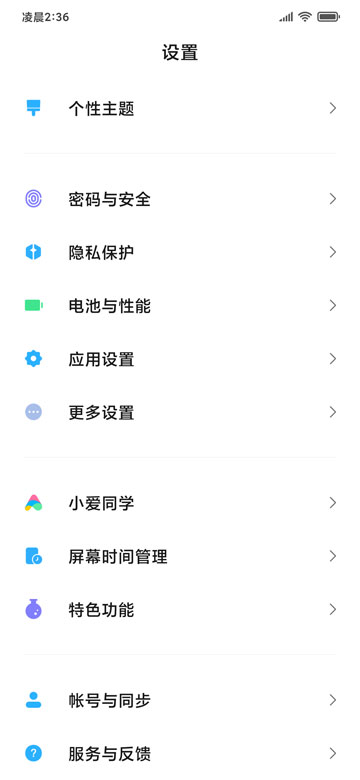 凌晨2:36
设置
个性主题
密码与安全
隐私保护
电池与性能
应用设置
更多设置
小爱同学
屏幕时间管理
特色功能
帐号与同步
服务与反馈